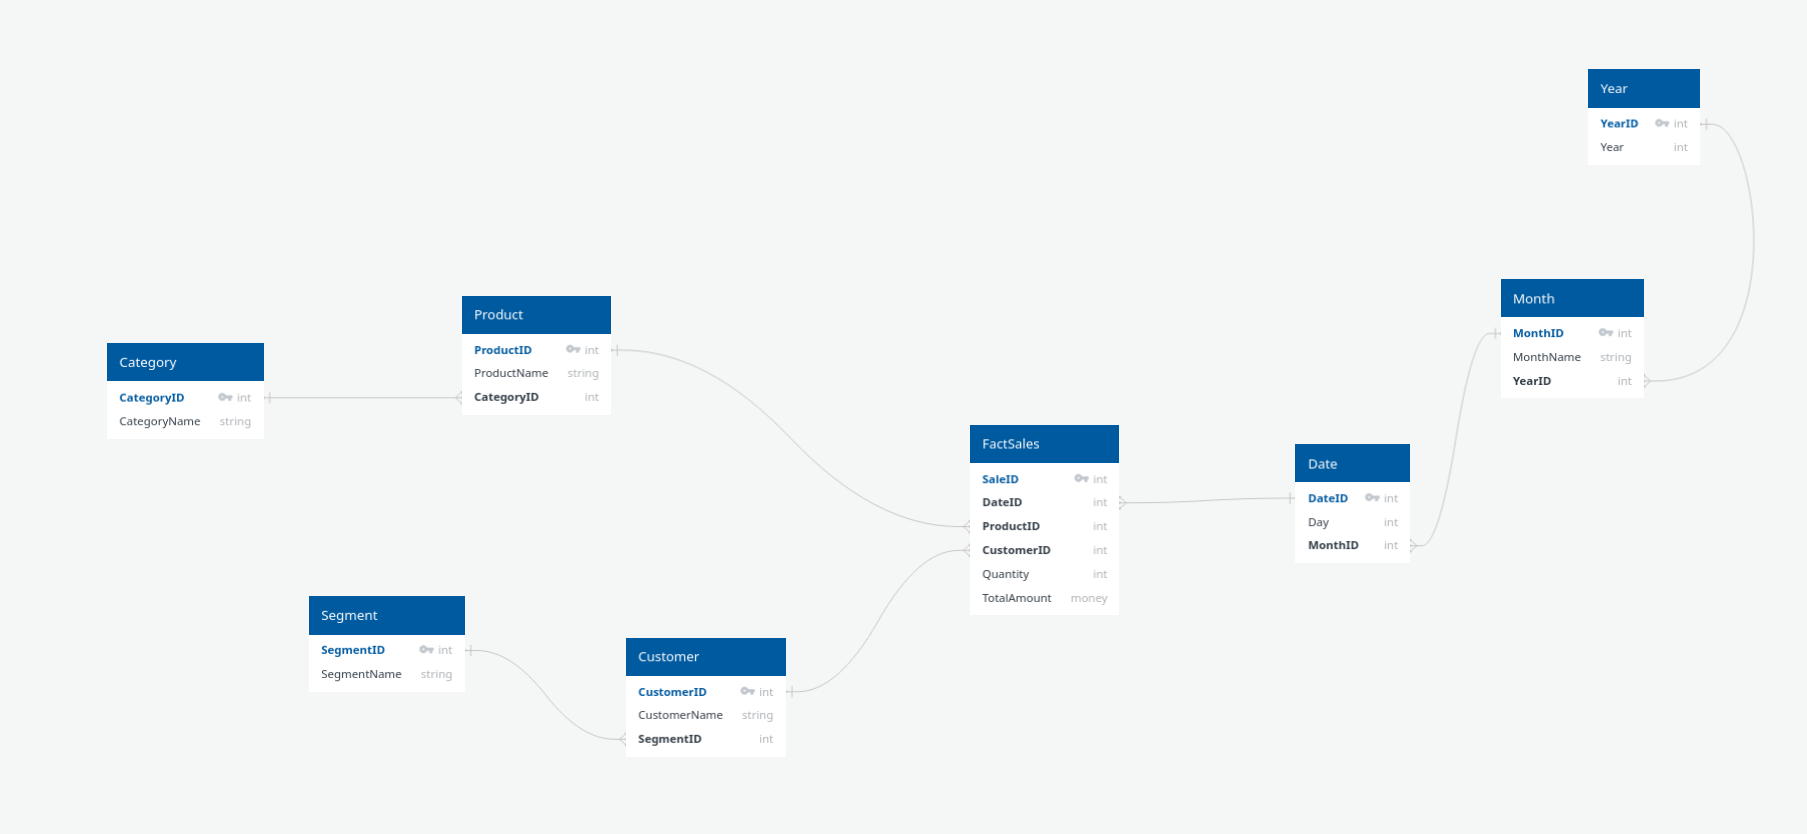 Year
YearID int
Year int
Month
MonthID int
MonthName string
YearID int
Product
ProductID int
ProductName string
CategoryID int
Category
CategoryID int
CategoryName string
FactSales
SaleID int
DateID int
ProductID int
CustomerID int
Quantity int
TotalAmount money
Date
DateID int
Day int
MonthID int
Segment
SegmentID int
SegmentName string
Customer
CustomerID int
CustomerName string
SegmentID int